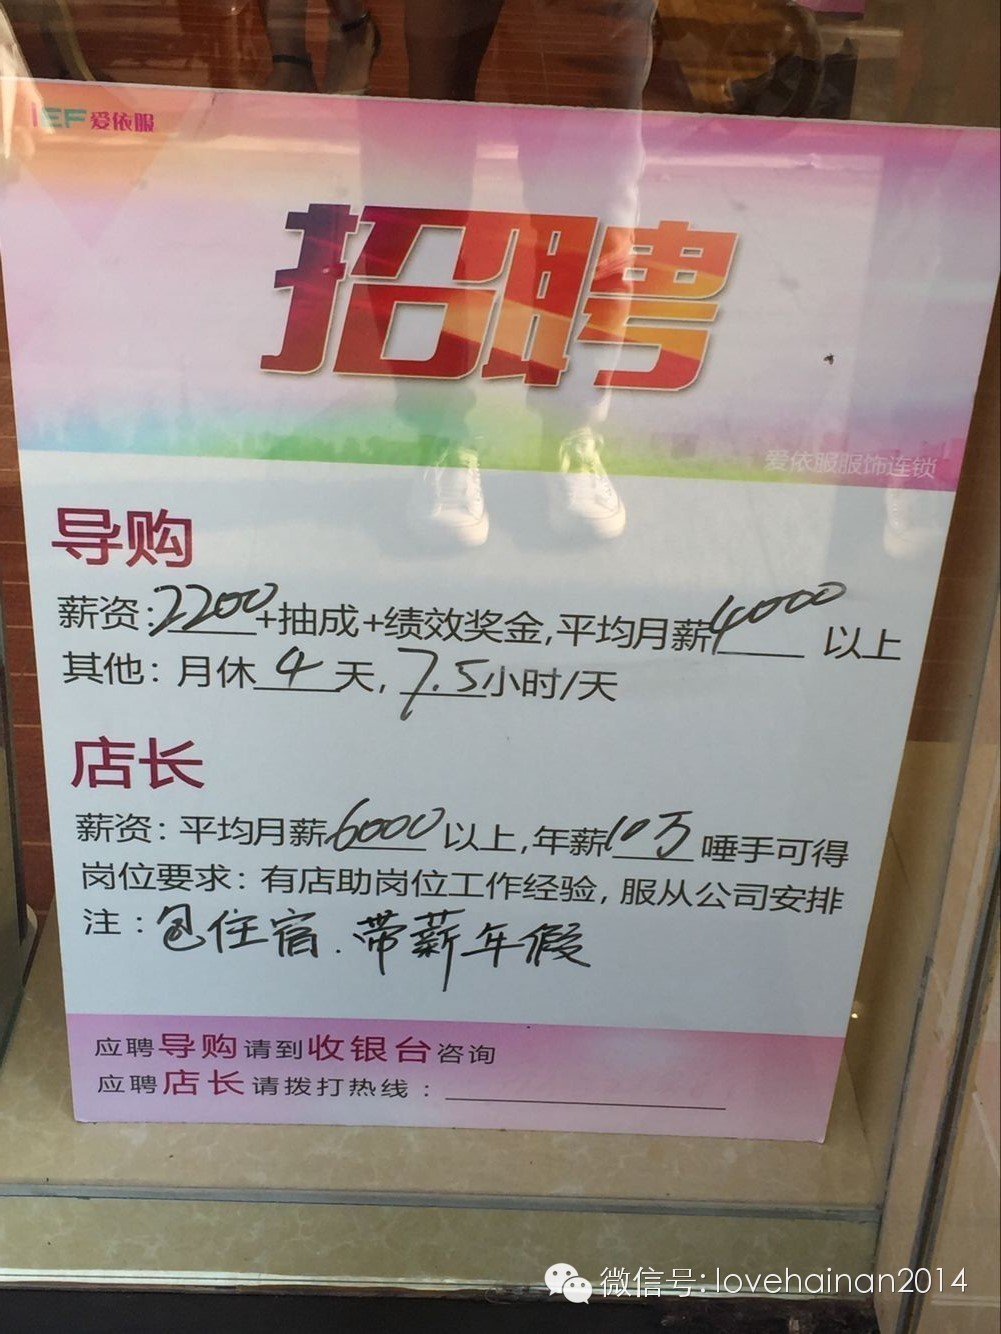 IEF爱依服
招聘
爱依服服饰连锁
导购
薪资:2200+抽成+绩效奖金,平均月薪4000以上
其他：月休4天，7.5小时/天
店长
薪资：平均月薪6000以上,年薪10万唾手可得
岗位要求：有店助岗位工作经验，服从公司安排
注：包住宿.带薪年假
应聘导购请到收银台咨询
应聘店长请拨打热线：
微信号: lovehainan2014